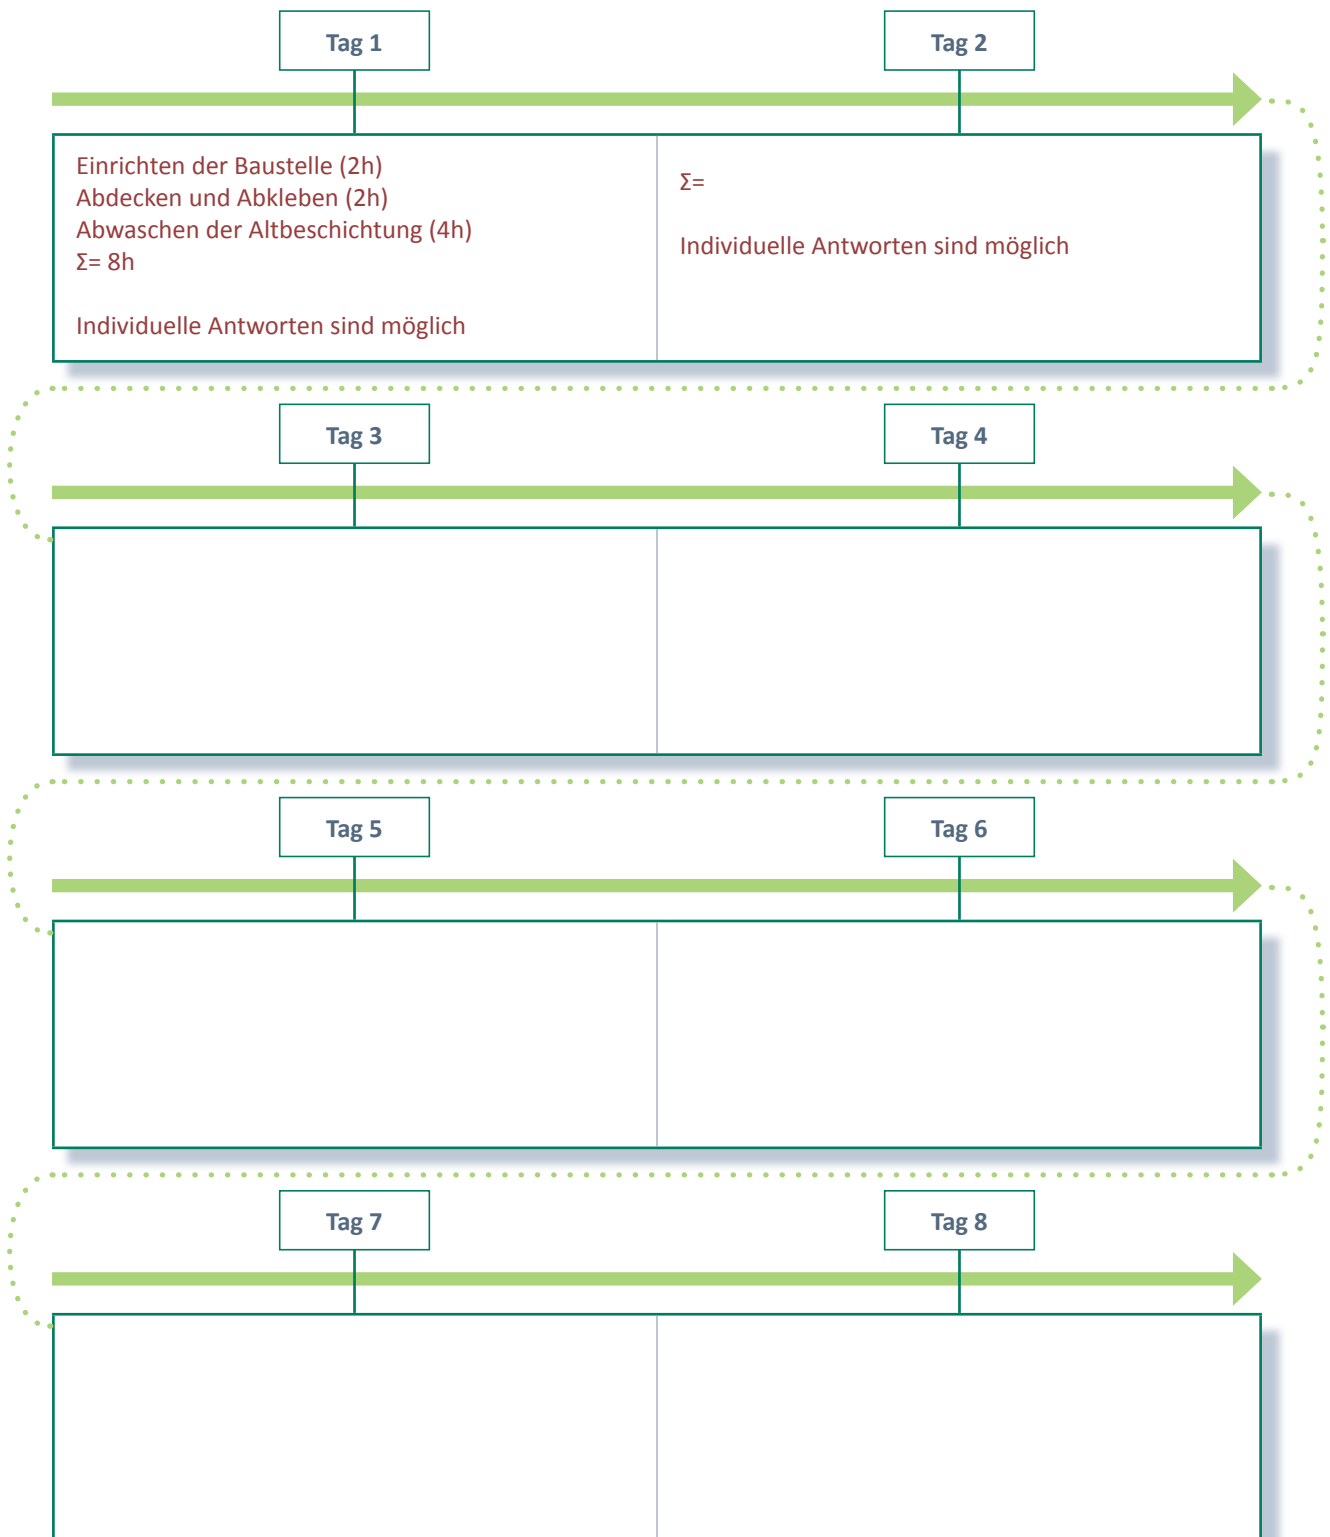 Tag 1
Tag 2
Einrichten der Baustelle (2h)
Abdecken und Abkleben (2h)
Abwaschen der Altbeschichtung (4h)
Σ= 8h
Individuelle Antworten sind möglich
Σ=
Individuelle Antworten sind möglich
Tag 3
Tag 4
Tag 5
Tag 6
Tag 7
Tag 8